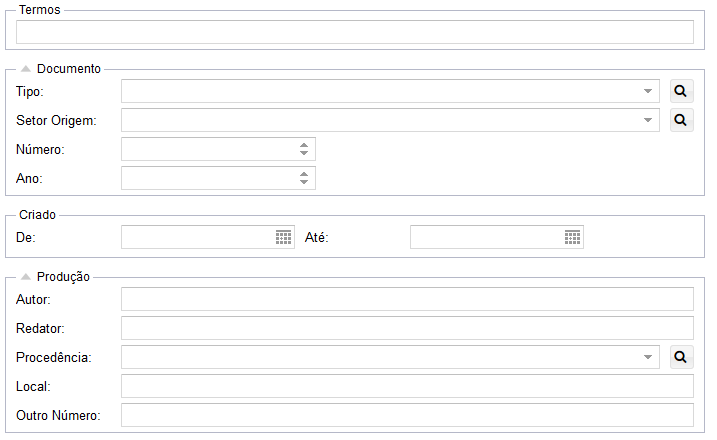 Termos
Documento
Tipo:
Setor Origem:
Número:
Ano:
Criado
De: Até:
Produção
Autor:
Redator:
Procedência:
Local:
Outro Número: